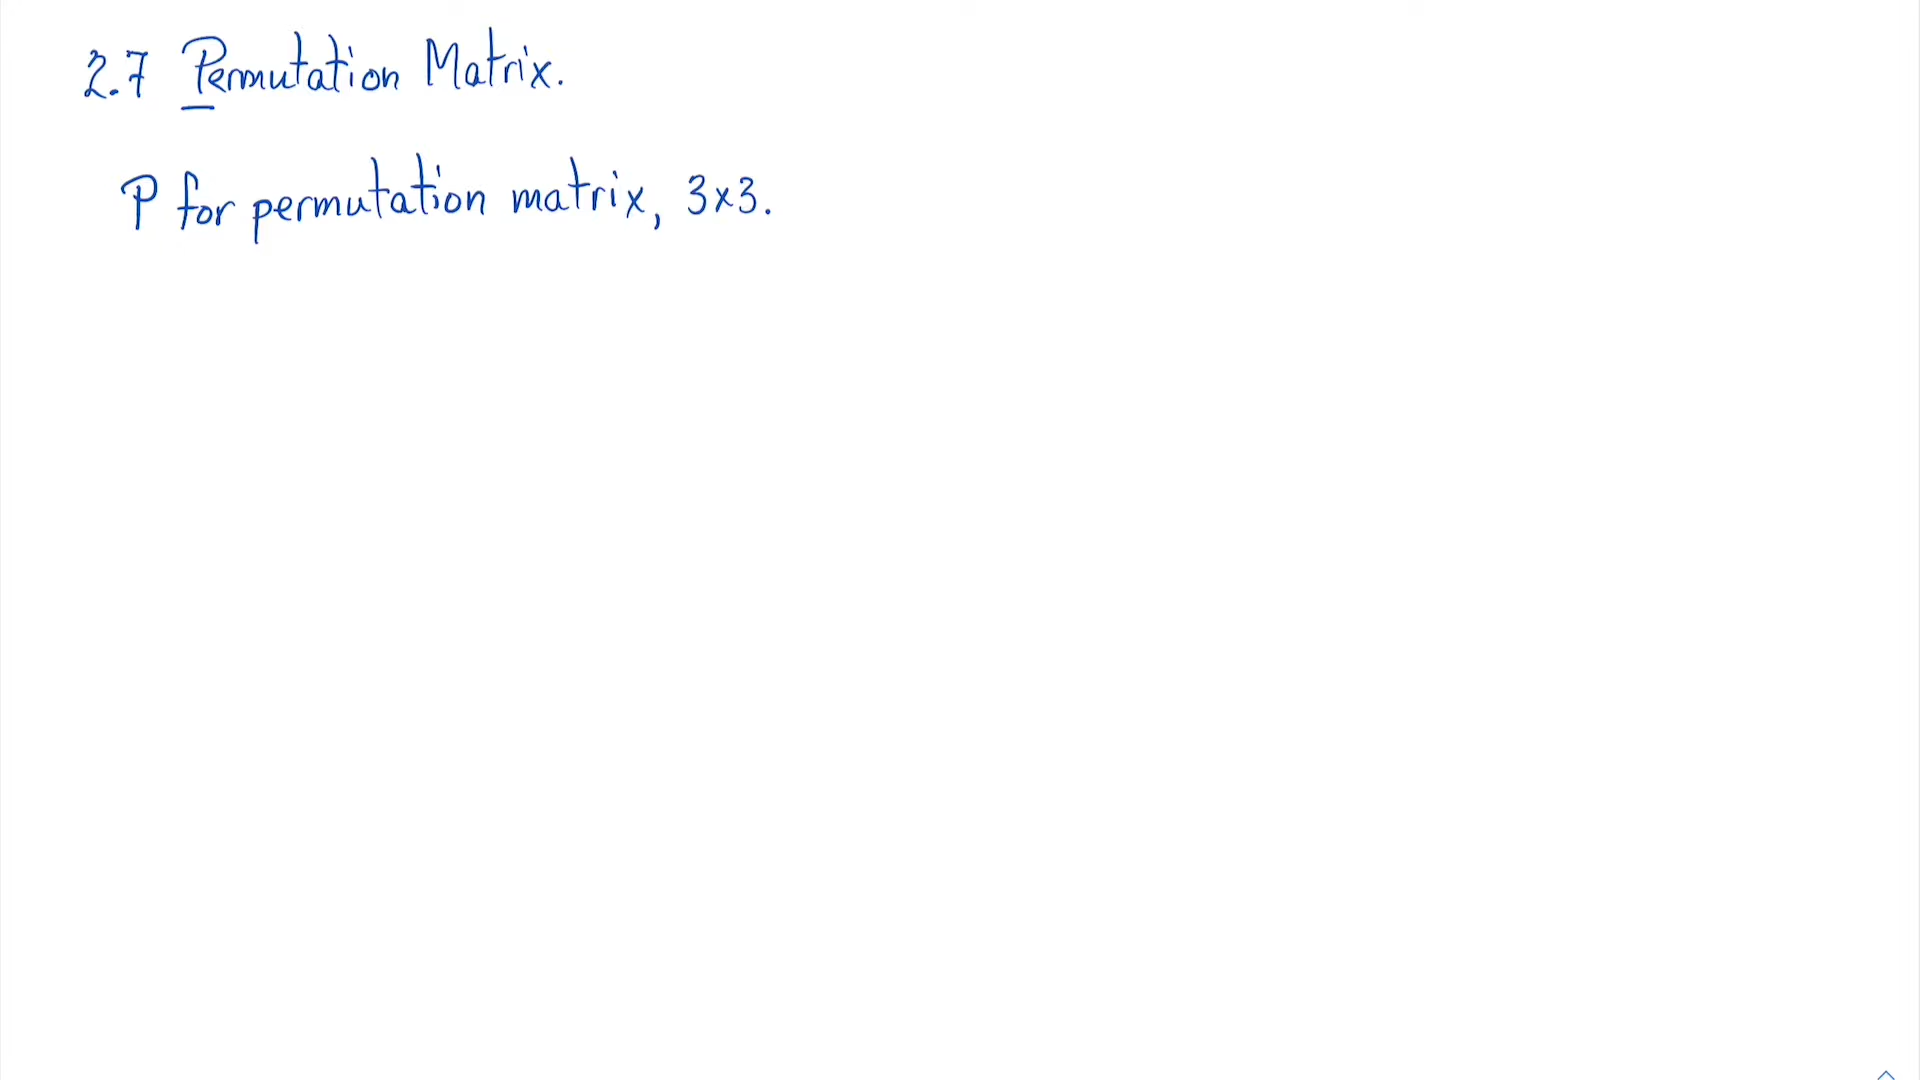 2.7 Permutation Matrix.
P for permutation matrix, 3x3.